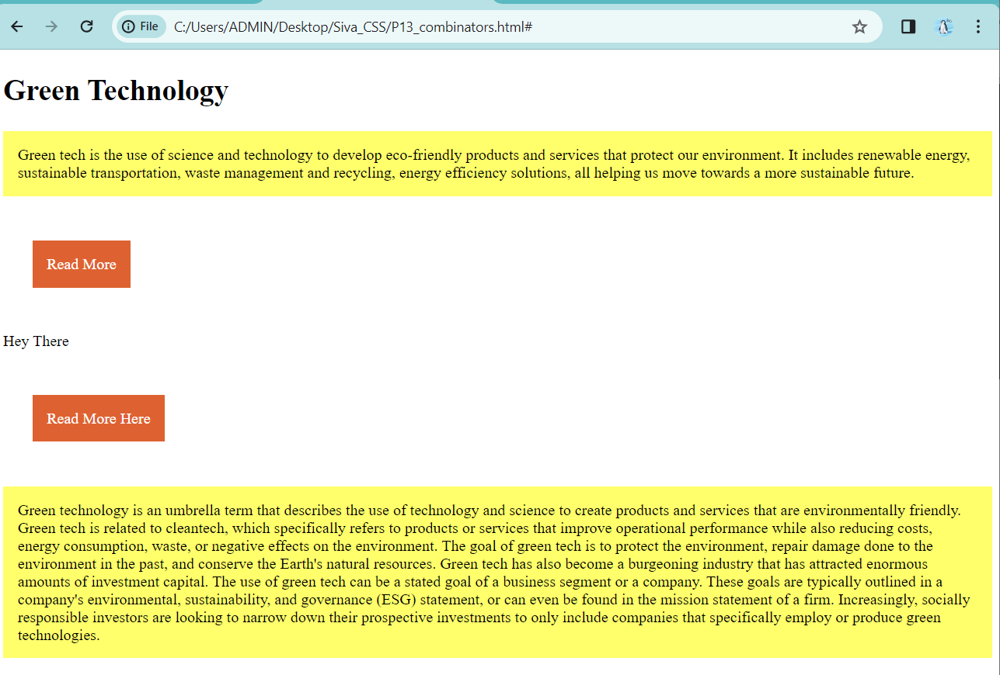 File
C:/Users/ADMIN/Desktop/Siva_CSS/P13_combinators.html#
Green Technology
Green tech is the use of science and technology to develop eco-friendly products and services that protect our environment. It includes renewable energy,
sustainable transportation, waste management and recycling, energy efficiency solutions, all helping us move towards a more sustainable future.
Read More
Hey There
Read More Here
Green technology is an umbrella term that describes the use of technology and science to create products and services that are environmentally friendly.
Green tech is related to cleantech, which specifically refers to products or services that improve operational performance while also reducing costs,
energy consumption, waste, or negative effects on the environment. The goal of green tech is to protect the environment, repair damage done to the
environment in the past, and conserve the Earth's natural resources. Green tech has also become a burgeoning industry that has attracted enormous
amounts of investment capital. The use of green tech can be a stated goal of a business segment or a company. These goals are typically outlined in a
company's environmental, sustainability, and governance (ESG) statement, or can even be found in the mission statement of a firm. Increasingly, socially
responsible investors are looking to narrow down their prospective investments to only include companies that specifically employ or produce green
technologies.